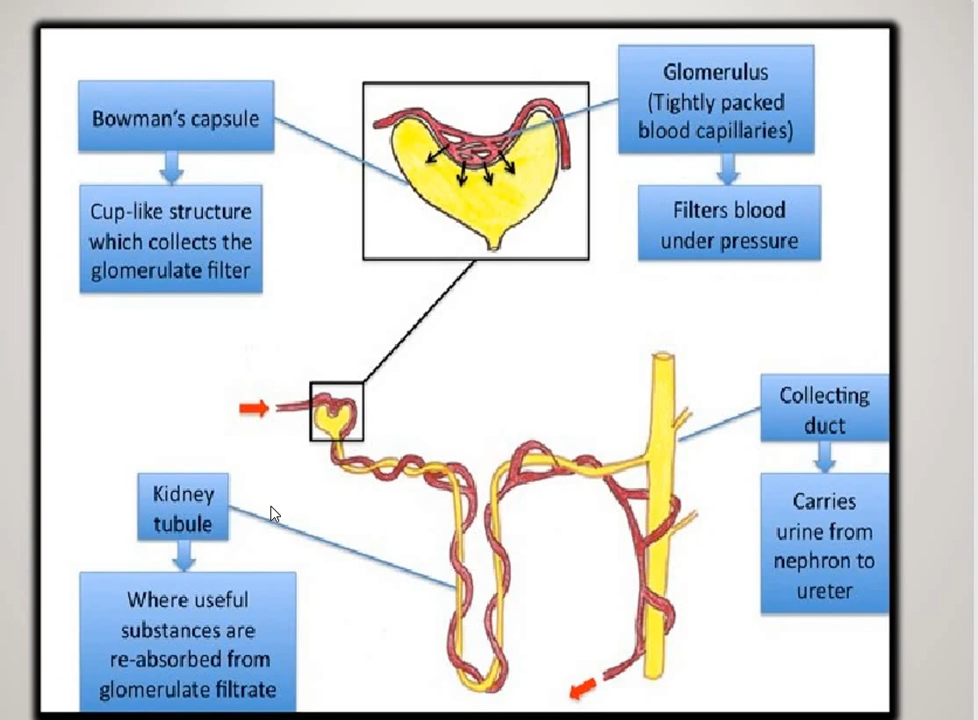 Bowman's capsule
Cup-like structure
which collects the
glomerulate filter
Glomerulus
(Tightly packed
blood capillaries)
Filters blood
under pressure
Collecting
duct
Carries
urine from
nephron to
ureter
Kidney
tubule
Where useful
substances are
re-absorbed from
glomerulate filtrate